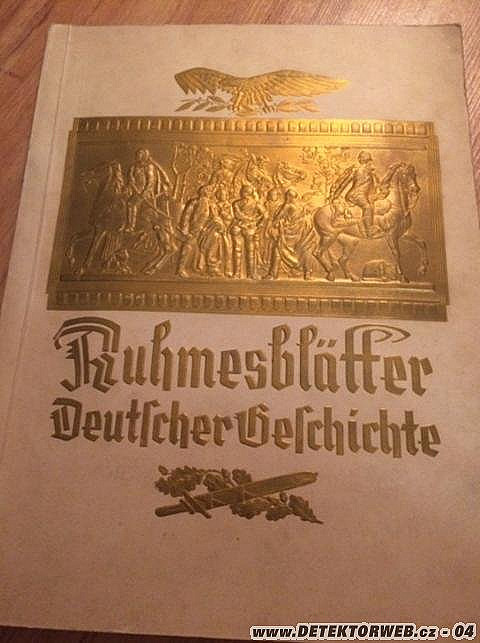 Ruhmesblätter
Deutscher Geschichte
www.DETEKTORWEB.cz - 04